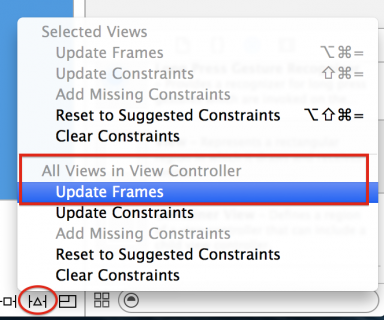 Selected Views
Update Frames ⌥⌘=
Update Constraints ⇧⌘=
Add Missing Constraints
Reset to Suggested Constraints ⌥⇧⌘=
Clear Constraints
All Views in View Controller
Update Frames
Update Constraints
Add Missing Constraints
Reset to Suggested Constraints
Clear Constraints